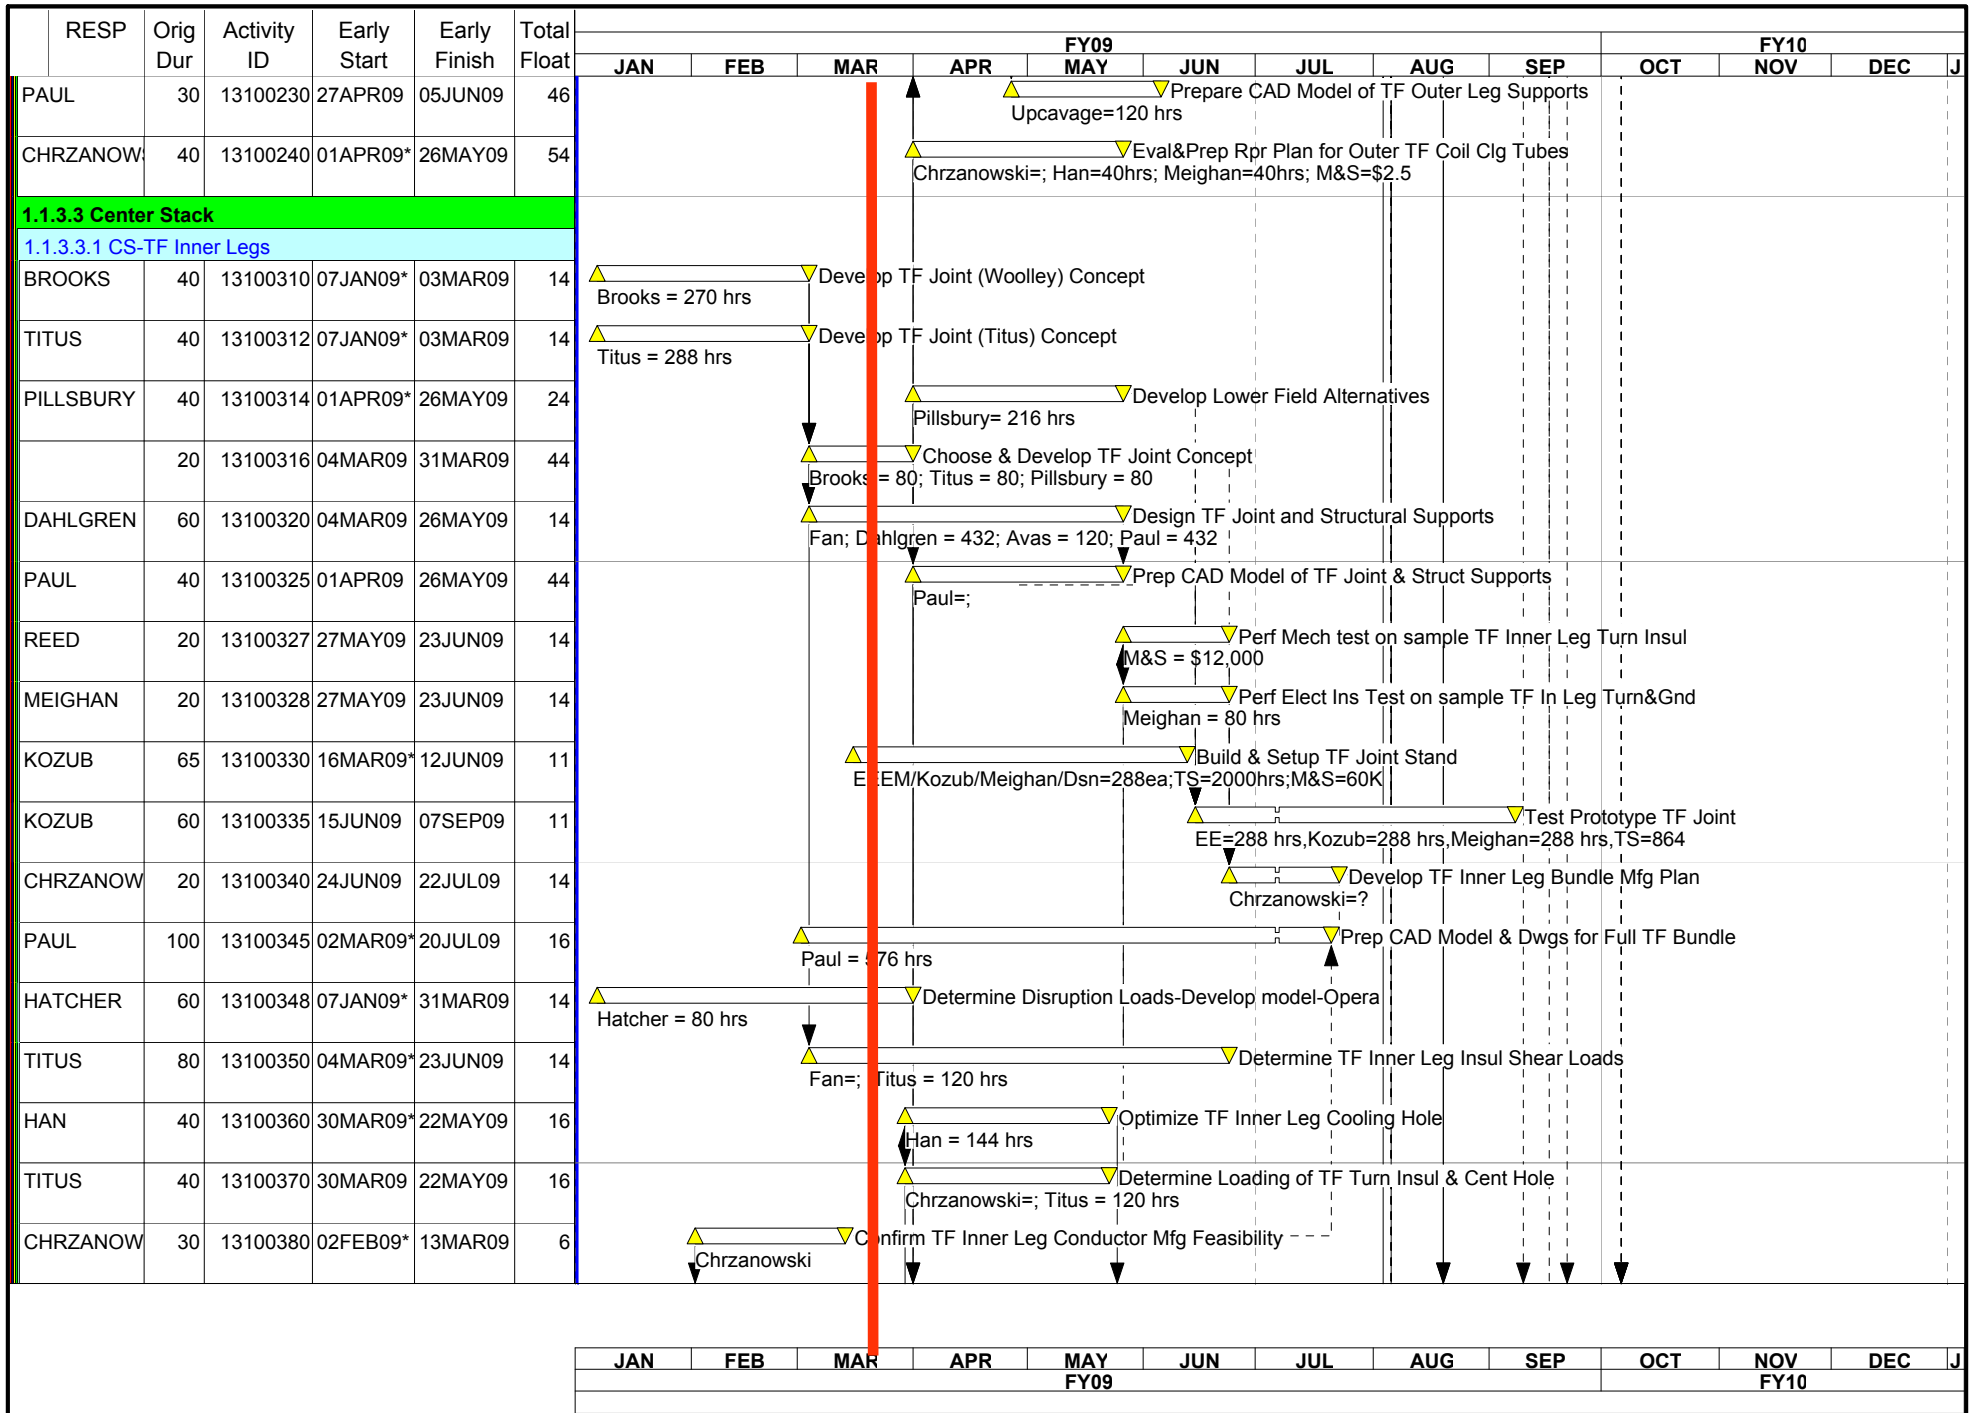 RESP Orig Dur Activity ID Early Start Early Finish Total Float
FY09 FY10
JAN FEB MAR APR MAY JUN JUL AUG SEP OCT NOV DEC J
PAUL 30 13100230 27APR09 05JUN09 46 Prepare CAD Model of TF Outer Leg Supports
Upcavage=120 hrs
CHRZANOW 40 13100240 01APR09* 26MAY09 54 Eval&Prep Rpr Plan for Outer TF Coil Clg Tubes
Chrzanowski=; Han=40hrs; Meighan=40hrs; M&S=$2.5
1.1.3.3 Center Stack
1.1.3.3.1 CS-TF Inner Legs
BROOKS 40 13100310 07JAN09* 03MAR09 14 Develop TF Joint (Woolley) Concept
Brooks = 270 hrs
TITUS 40 13100312 07JAN09* 03MAR09 14 Develop TF Joint (Titus) Concept
Titus = 288 hrs
PILLSBURY 40 13100314 01APR09* 26MAY09 24 Develop Lower Field Alternatives
Pillsbury= 216 hrs
20 13100316 04MAR09 31MAR09 44 Choose & Develop TF Joint Concept
Brooks = 80; Titus = 80; Pillsbury = 80
DAHLGREN 60 13100320 04MAR09 26MAY09 14 Design TF Joint and Structural Supports
Fan; Dahlgren = 432; Avas = 120; Paul = 432
PAUL 40 13100325 01APR09 26MAY09 44 Prep CAD Model of TF Joint & Struct Supports
Paul=;
REED 20 13100327 27MAY09 23JUN09 14 Perf Mech test on sample TF Inner Leg Turn Insul
M&S = $12,000
MEIGHAN 20 13100328 27MAY09 23JUN09 14 Perf Elect Ins Test on sample TF In Leg Turn&Gnd
Meighan = 80 hrs
KOZUB 65 13100330 16MAR09* 12JUN09 11 Build & Setup TF Joint Stand
EEEM/Kozub/Meighan/Dsn=288ea;TS=2000hrs;M&S=60K
KOZUB 60 13100335 15JUN09 07SEP09 11 Test Prototype TF Joint
EE=288 hrs,Kozub=288 hrs,Meighan=288 hrs,TS=864
CHRZANOW 20 13100340 24JUN09 22JUL09 14 Develop TF Inner Leg Bundle Mfg Plan
Chrzanowski=?
PAUL 100 13100345 02MAR09* 20JUL09 16 Prep CAD Model & Dwgs for Full TF Bundle
Paul = 576 hrs
HATCHER 60 13100348 07JAN09* 31MAR09 14 Determine Disruption Loads-Develop model-Opera
Hatcher = 80 hrs
TITUS 80 13100350 04MAR09* 23JUN09 14 Determine TF Inner Leg Insul Shear Loads
Fan=; Titus = 120 hrs
HAN 40 13100360 30MAR09* 22MAY09 16 Optimize TF Inner Leg Cooling Hole
Han = 144 hrs
TITUS 40 13100370 30MAR09 22MAY09 16 Determine Loading of TF Turn Insul & Cent Hole
Chrzanowski=; Titus = 120 hrs
CHRZANOW 30 13100380 02FEB09* 13MAR09 6 Confirm TF Inner Leg Conductor Mfg Feasibility
Chrzanowski
JAN FEB MAR APR MAY JUN JUL AUG SEP OCT NOV DEC J
FY09 FY10